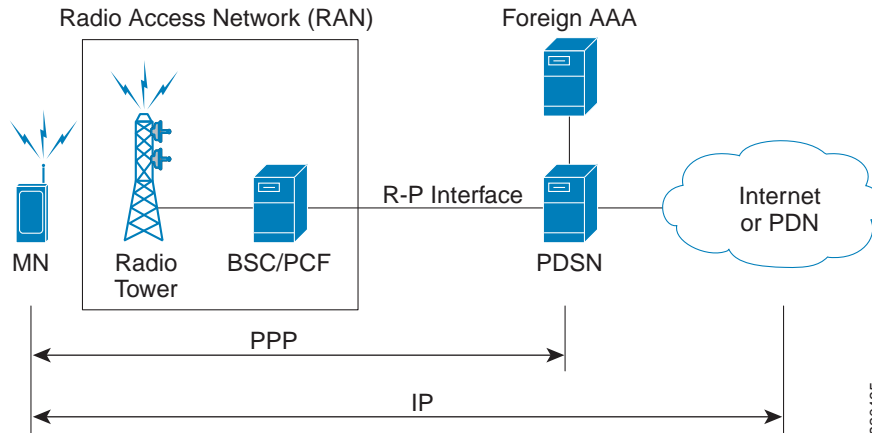 Radio Access Network (RAN)
Foreign AAA
R-P Interface
Internet
or PDN
MN
Radio
Tower
BSC/PCF
PDSN
PPP
IP